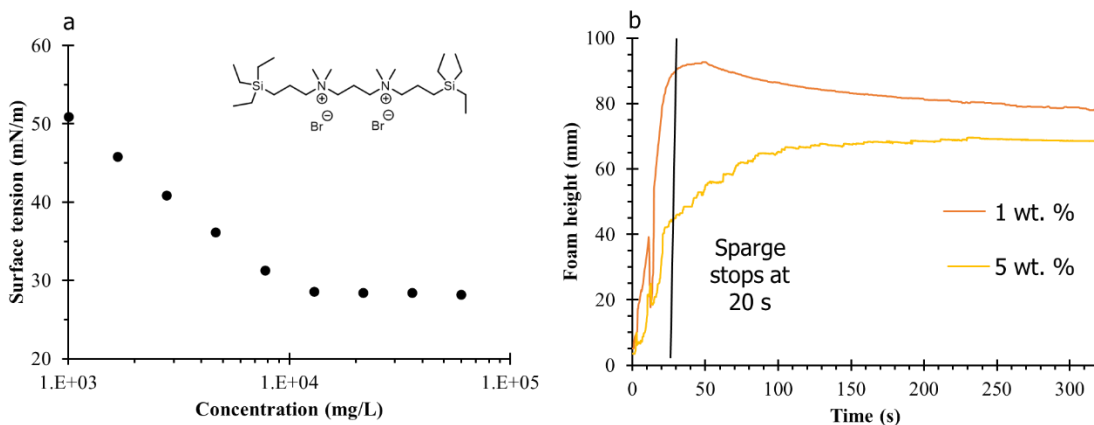 a
60
50
40
30
20
Surface tension (mN/m)
1.E+03
1.E+04
1.E+05
Concentration (mg/L)
Si
N
⊕
N
⊕
Si
Br⊖
Br⊖
b
100
80
60
40
20
0
Foam height (mm)
0
50
100
150
200
250
300
Time (s)
Sparge
stops at
20 s
1 wt. %
5 wt. %